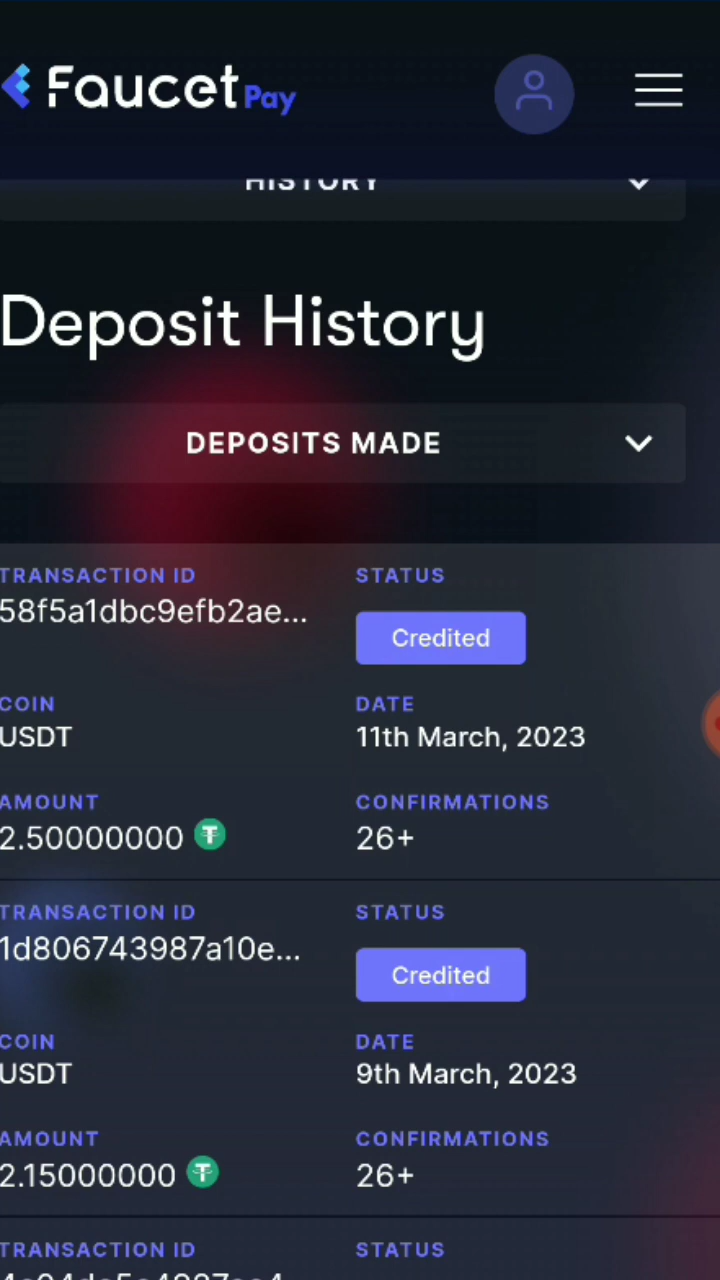 Faucet Pay
HISTORY
Deposit History
DEPOSITS MADE
TRANSACTION ID STATUS
58f5a1dbc9efb2ae...
Credited
COIN DATE
USDT 11th March, 2023
AMOUNT CONFIRMATIONS
2.50000000 26+
TRANSACTION ID STATUS
1d806743987a10e...
Credited
COIN DATE
USDT 9th March, 2023
AMOUNT CONFIRMATIONS
2.15000000 26+
TRANSACTION ID STATUS